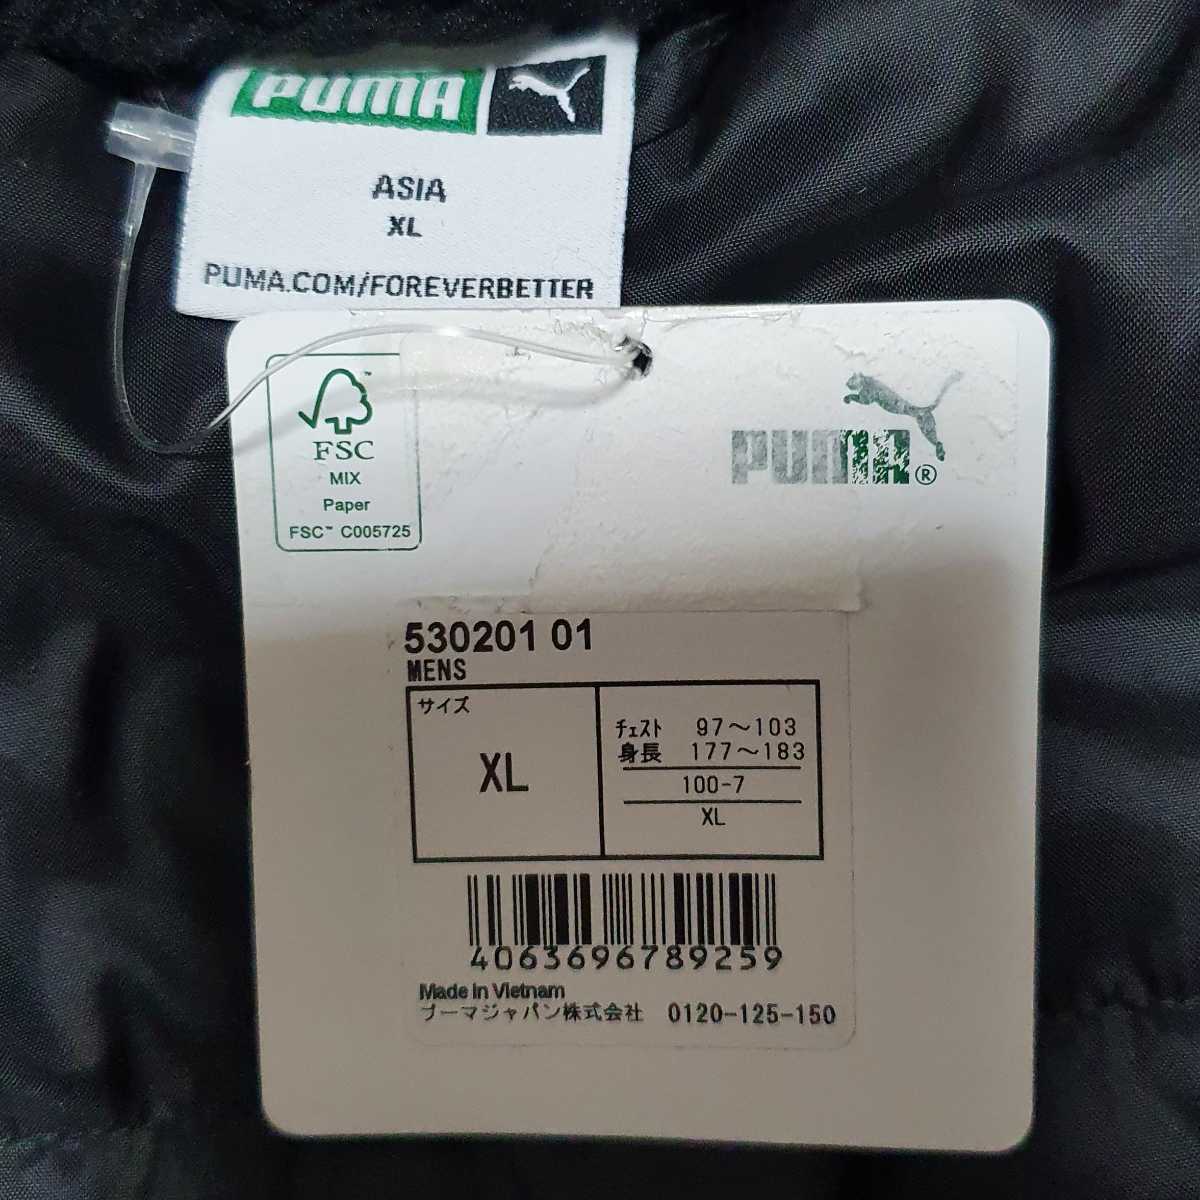 PUMA
ASIA
XL
PUMA.COM/FOREVERBETTER
FSC
MIX
Paper
FSC™ C005725
PUMA®
530201 01
MENS
サイズ
XL
チェスト 97～103
身長 177～183
100-7
XL
4063696789259
Made in Vietnam
プーマジャパン株式会社 0120-125-150